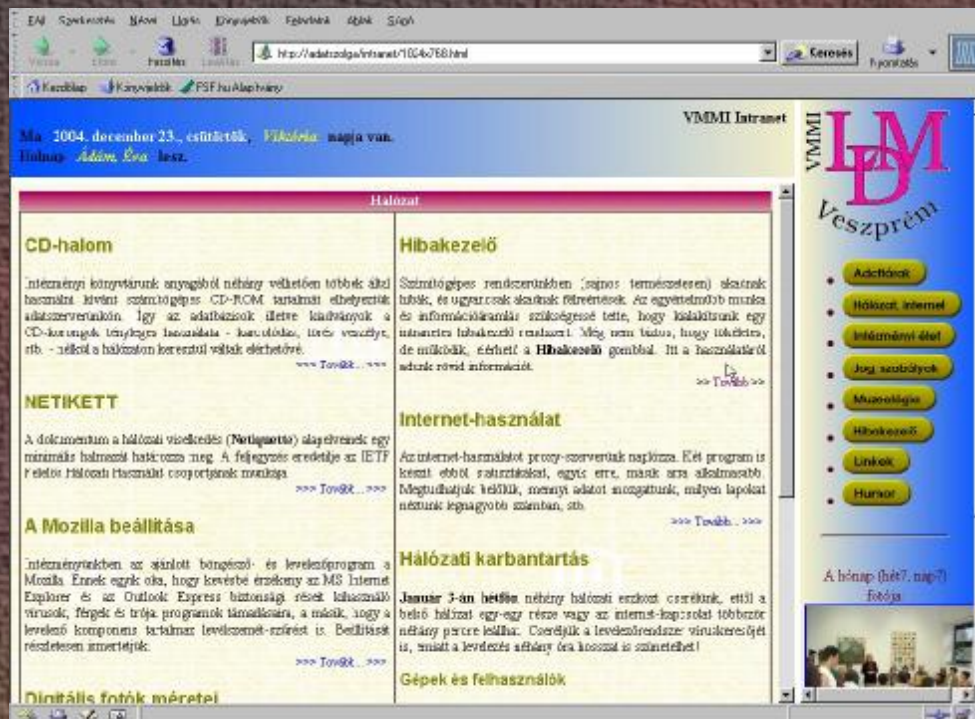 Fájl Szerkesztés Nézet Ugrás Könyvjelzők Eszközök Ablak Súgó
Vissza Előre Frissítés Leállítás http://adatszolga/intranet/1024x768.html Keresés Nyomtatás
Kezdőlap Könyvjelzők FSF.hu Alapítvány
Ma 2004. december 23., csütörtök, Viktória napja van.
Holnap Ádám, Éva lesz.
VMMI Intranet
Hálózat
CD-halom
Intézményi könyvtárunk anyagából néhány vélhetően többek által
használni kívánt számítógépes CD-ROM tartalmát elhelyeztük
adatszerverünkön. Így az adatbázisok illetve kiadványok a
CD-korongok tényleges használata - karcolódás, törés veszélye,
stb. - nélkül a hálózaton keresztül váltak elérhetővé.
>>> Tovább... >>>
NETIKETT
A dokumentum a hálózati viselkedés (Netiquette) alapelveinek egy
minimális halmazát határozza meg. A feljegyzés eredetije az IETF
Felelős Hálózati Használat csoportjának munkája.
>>> Tovább... >>>
A Mozilla beállítása
Intézményünkben az ajánlott böngésző- és levelezőprogram a
Mozilla. Ennek egyik oka, hogy kevésbé érzékeny az MS Internet
Explorer és az Outlook Express biztonsági réseit kihasználó
vírusok, férgek és trója programok támadásaira, a másik, hogy a
levelező komponens tartalmaz levélszemét-szűrést is. Beállítását
részletesen ismertetjük.
>>> Tovább... >>>
Digitális fotók méretei
Hibakezelő
Számítógépes rendszerünkben (sajnos természetesen) akadnak
hibák, és ugyancsak akadnak félreértések. Az egyértelműbb munka
és információáramlás szükségessé tette, hogy kialakítsunk egy
intranetes hibakezelő rendszert. Még nem biztos, hogy tökéletes,
de működik, elérhető a Hibakezelő gombbal. Itt a használatáról
adunk rövid információt.
>> Tovább >>
Internet-használat
Az internet-használatot proxy-szerverünk naplózza. Két program is
készít ebből statisztikákat, egyik erre, másik arra alkalmasabb.
Megtudhatjuk belőlük, mennyi adatot mozgattunk, milyen lapokat
néztünk legnagyobb számban, stb.
>>> Tovább... >>>
Hálózati karbantartás
Január 3-án hétfőn néhány hálózati eszközt cserélünk, ettől a
belső hálózat egy-egy része vagy az internet-kapcsolat többször
néhány percre leállhat. Cseréljük a levelezőrendszer víruskeresőjét
is, emiatt a levelezés néhány óra hosszat is szünetelhet!
Gépek és felhasználók
VMMI
LDM
Veszprém
Adattárak
Hálózat, Internet
Intézményi élet
Jog, szabályok
Muzeológia
Hibakezelő
Linkek
Humor
A hónap (hét?, nap?)
fotója